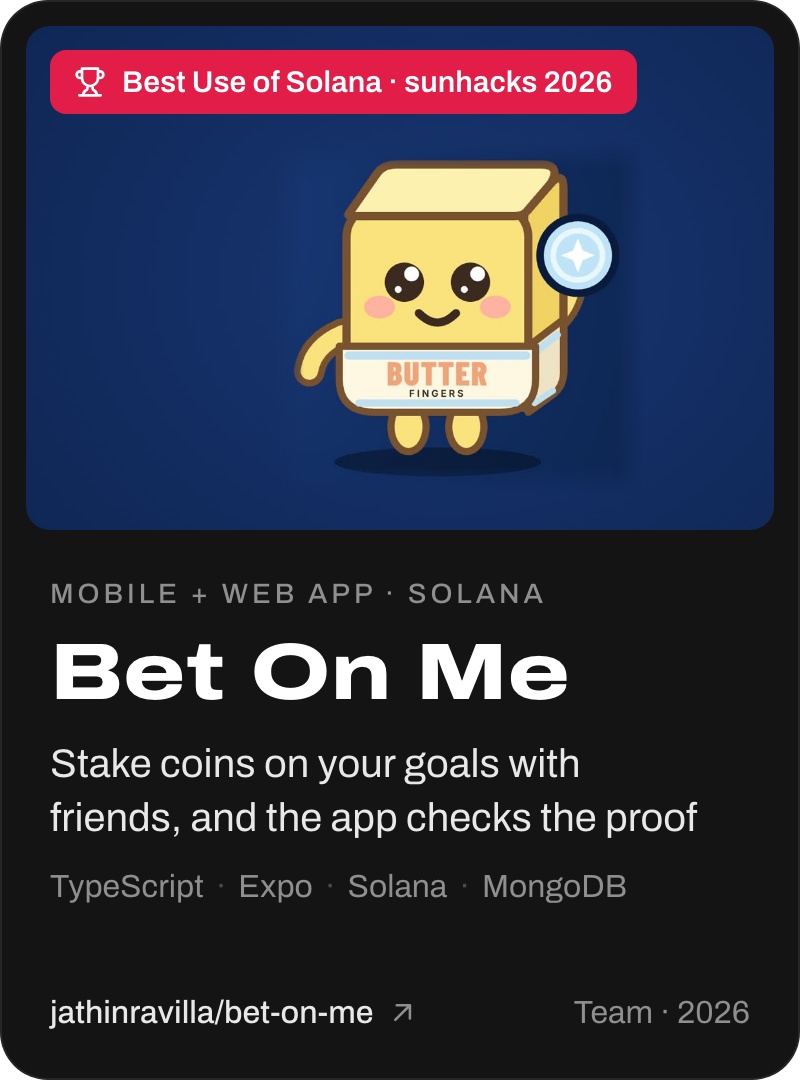 Best Use of Solana · sunhacks 2026
BUTTER
FINGERS
MOBILE + WEB APP · SOLANA
Bet On Me
Stake coins on your goals with
friends, and the app checks the proof
TypeScript · Expo · Solana · MongoDB
jathinravilla/bet-on-me ↗
Team · 2026